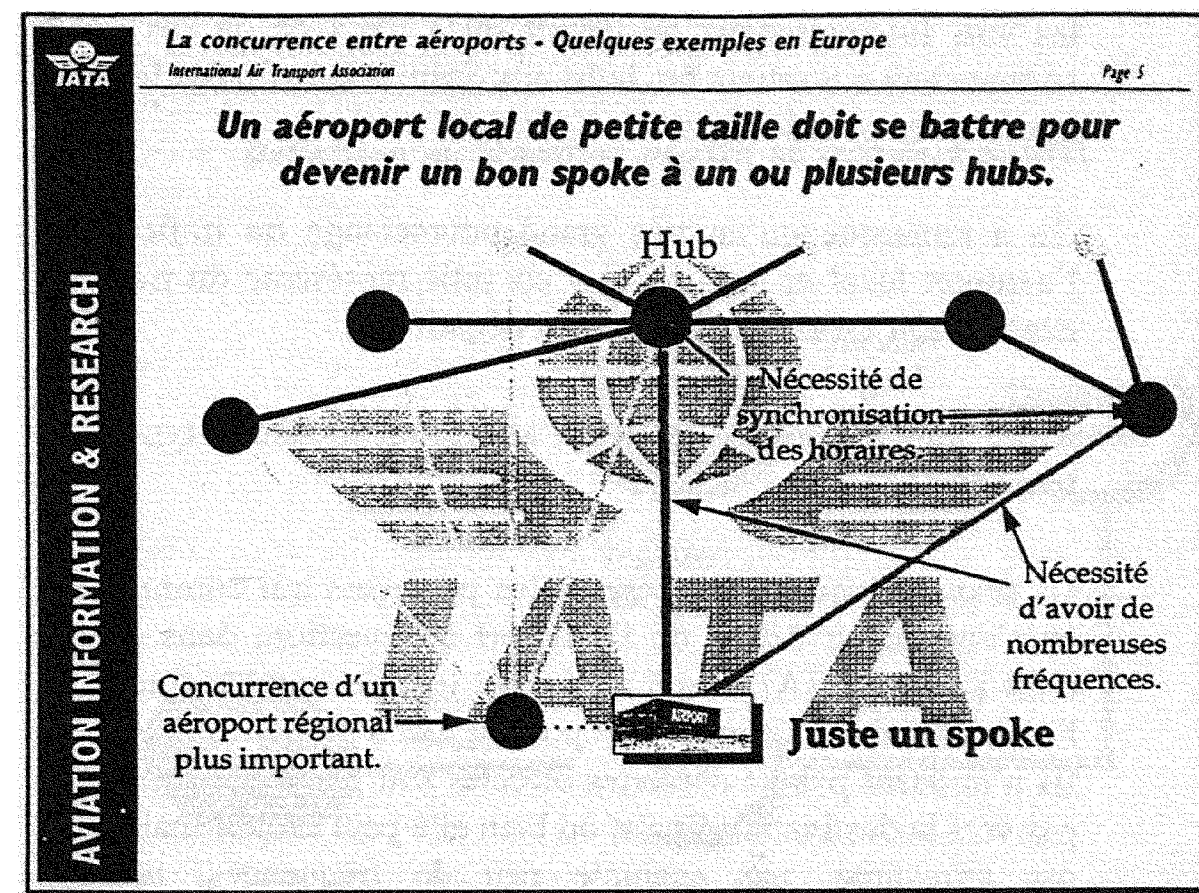 IATA
La concurrence entre aéroports - Quelques exemples en Europe
International Air Transport Association
Page 5
AVIATION INFORMATION & RESEARCH
Un aéroport local de petite taille doit se battre pour
devenir un bon spoke à un ou plusieurs hubs.
Hub
Nécessité de
synchronisation
des horaires.
Nécessité
d'avoir de
nombreuses
fréquences.
Concurrence d'un
aéroport régional
plus important.
AIRPORT
Juste un spoke
IATA